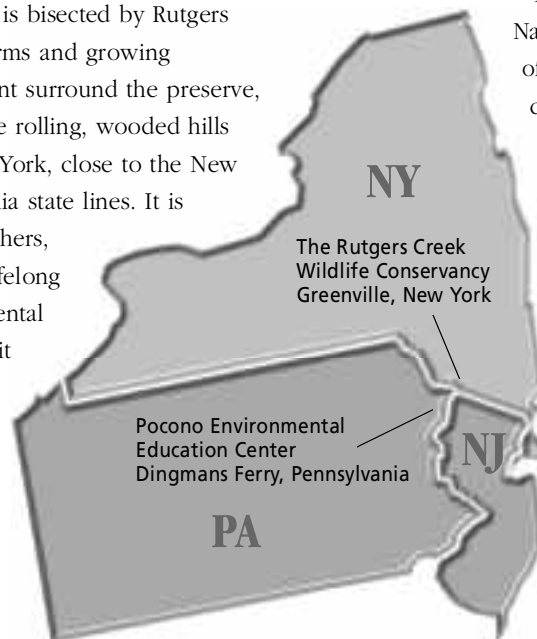 is bisected by Rutgers
rms and growing
nt surround the preserve,
e rolling, wooded hills
York, close to the New
ia state lines. It is
hers,
felong
ental
it
Na
of
NY
The Rutgers Creek
Wildlife Conservancy
Greenville, New York
Pocono Environmental
Education Center
Dingmans Ferry, Pennsylvania
NJ
PA